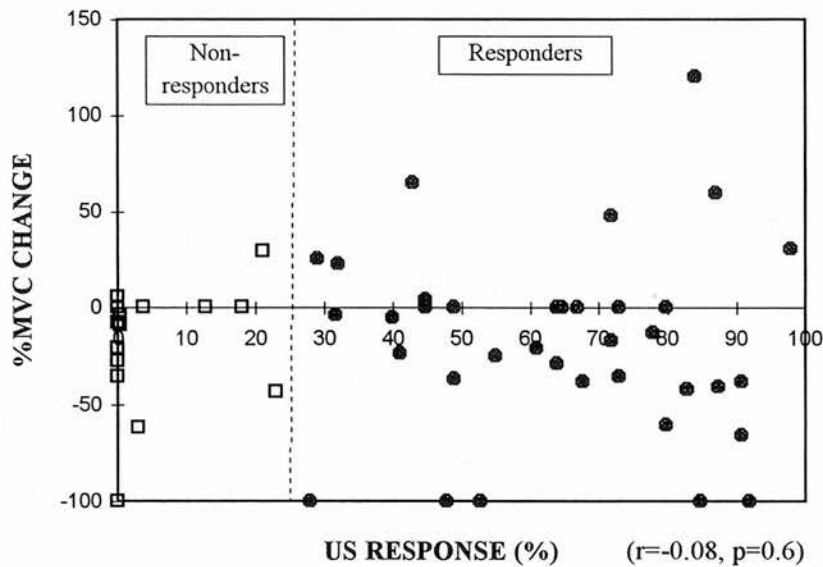 150
Non-
responders
Responders
100
50
0
-50
-100
%MVC CHANGE
0 10 20 30 40 50 60 70 80 90 100
US RESPONSE (%) (r=-0.08, p=0.6)